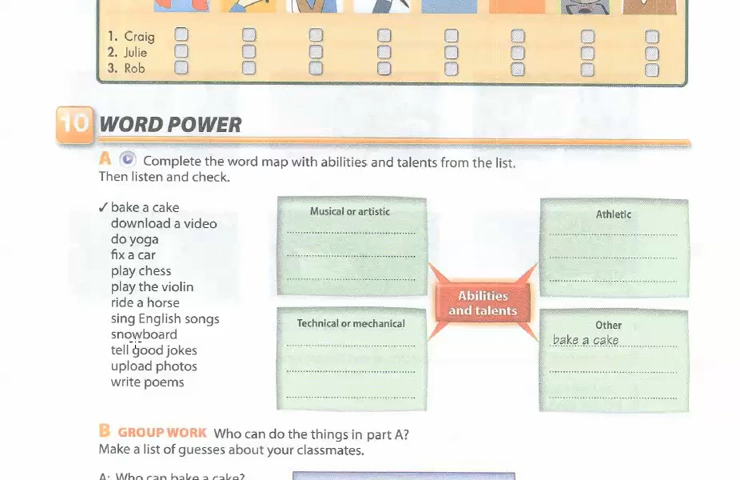 1. Craig
2. Julie
3. Rob
10 WORD POWER
A Complete the word map with abilities and talents from the list.
Then listen and check.
✓ bake a cake
download a video
do yoga
fix a car
play chess
play the violin
ride a horse
sing English songs
snowboard
tell good jokes
upload photos
write poems
Musical or artistic
Athletic
Abilities
and talents
Technical or mechanical
Other
bake a cake
B GROUP WORK Who can do the things in part A?
Make a list of guesses about your classmates.
A: Who can bake a cake?